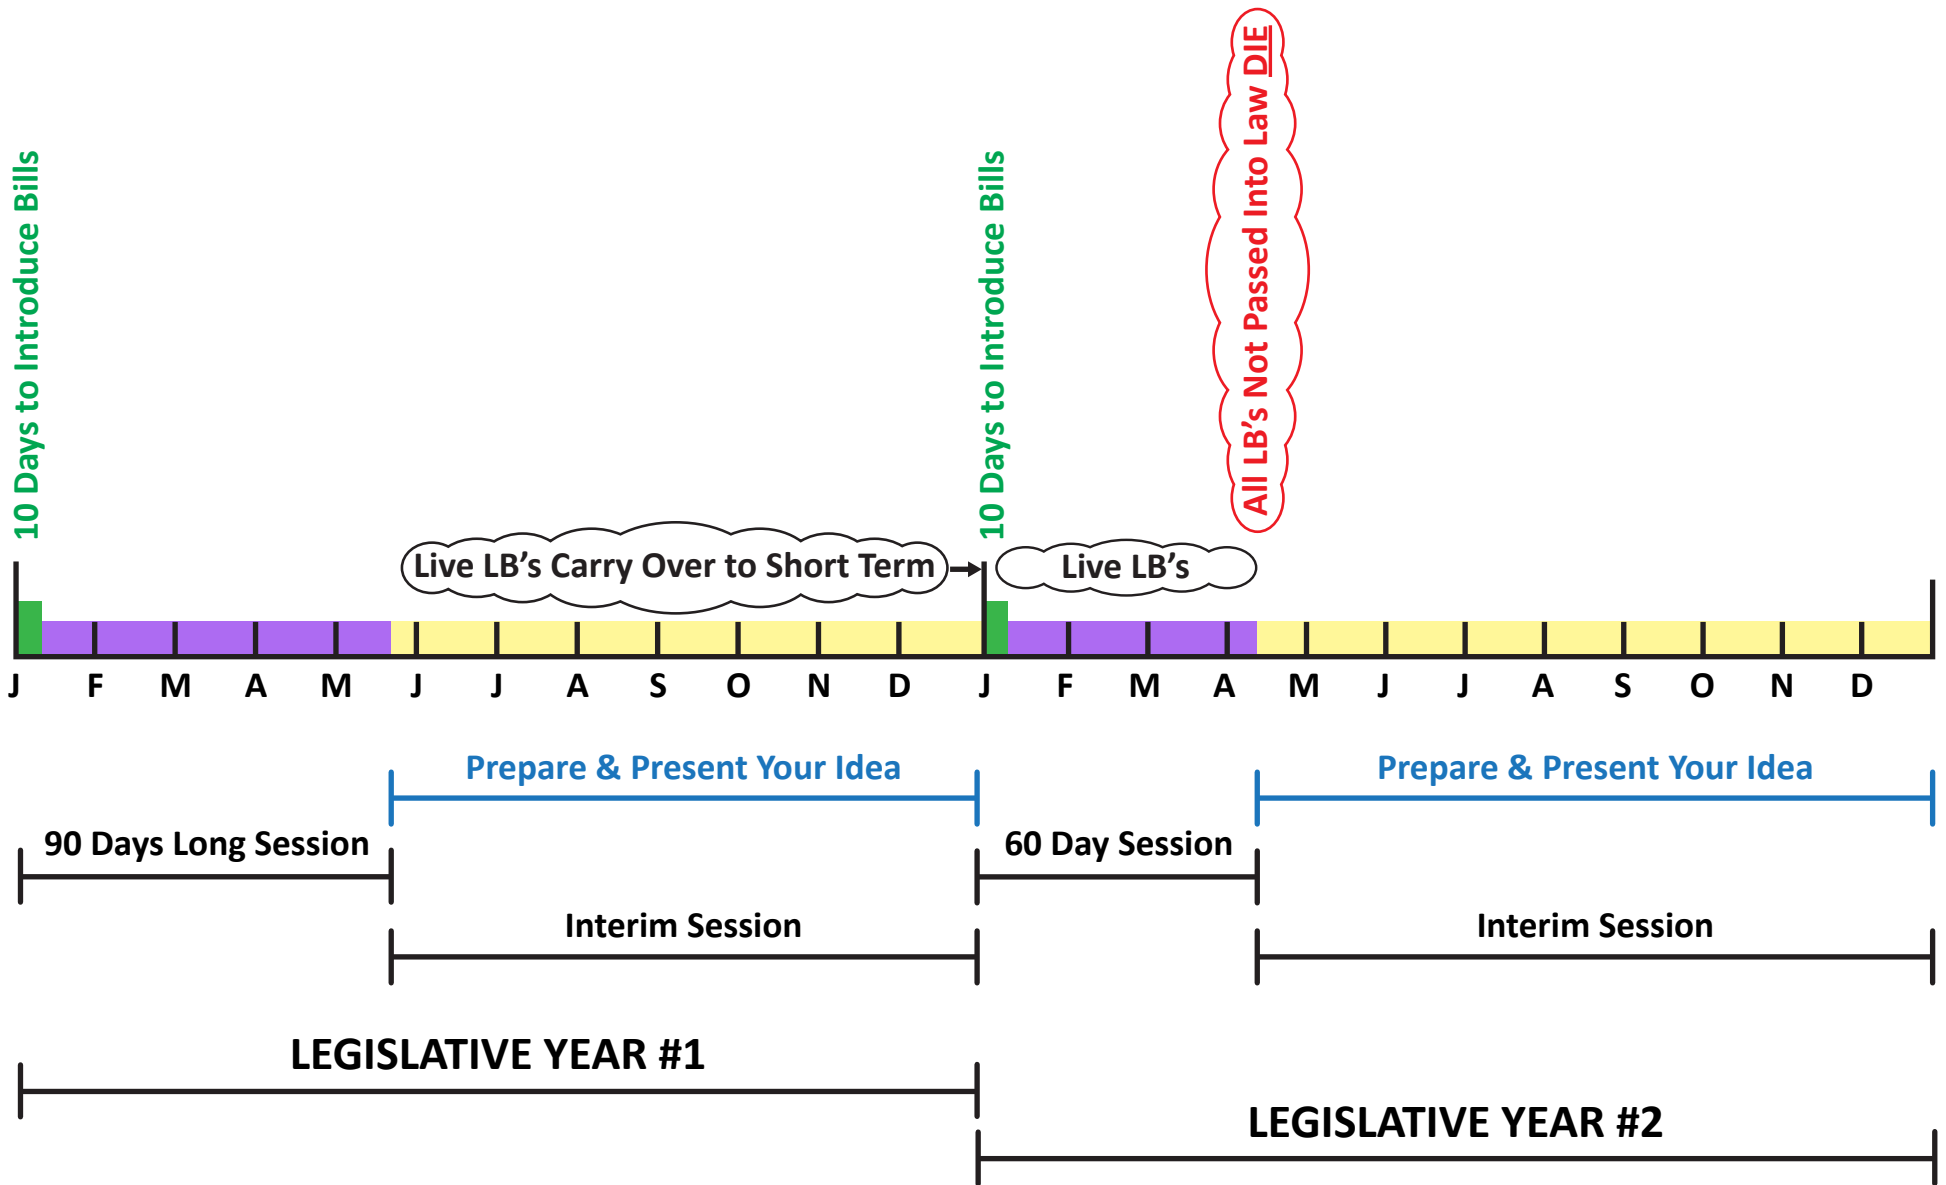 10 Days to Introduce Bills
10 Days to Introduce Bills
All LB's Not Passed Into Law DIE
Live LB's Carry Over to Short Term
Live LB's
J F M A M J J A S O N D J F M A M J J A S O N D
Prepare & Present Your Idea
Prepare & Present Your Idea
90 Days Long Session
60 Day Session
Interim Session
Interim Session
LEGISLATIVE YEAR #1
LEGISLATIVE YEAR #2